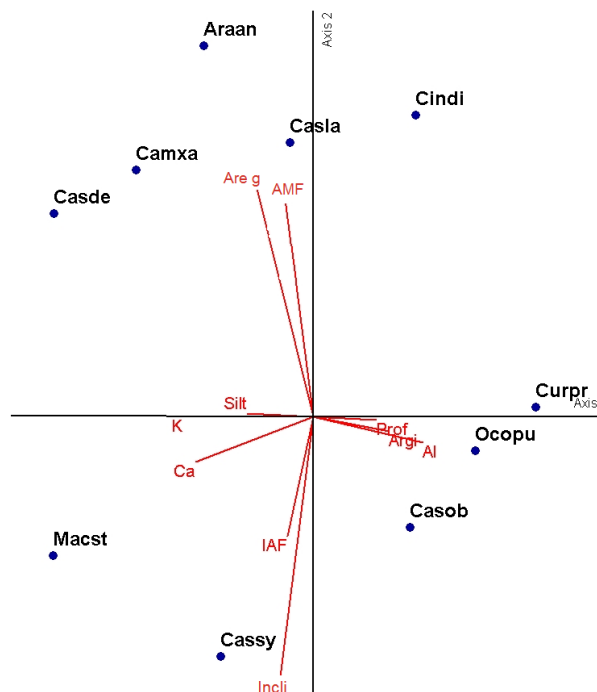 Araan
Axis 2
Cindi
Casla
Camxa
Are g
AMF
Casde
Curpr
Silt
Axis
K
Prof
Argi
Ocopu
Al
Ca
Casob
Macst
IAF
Cassy
Incli